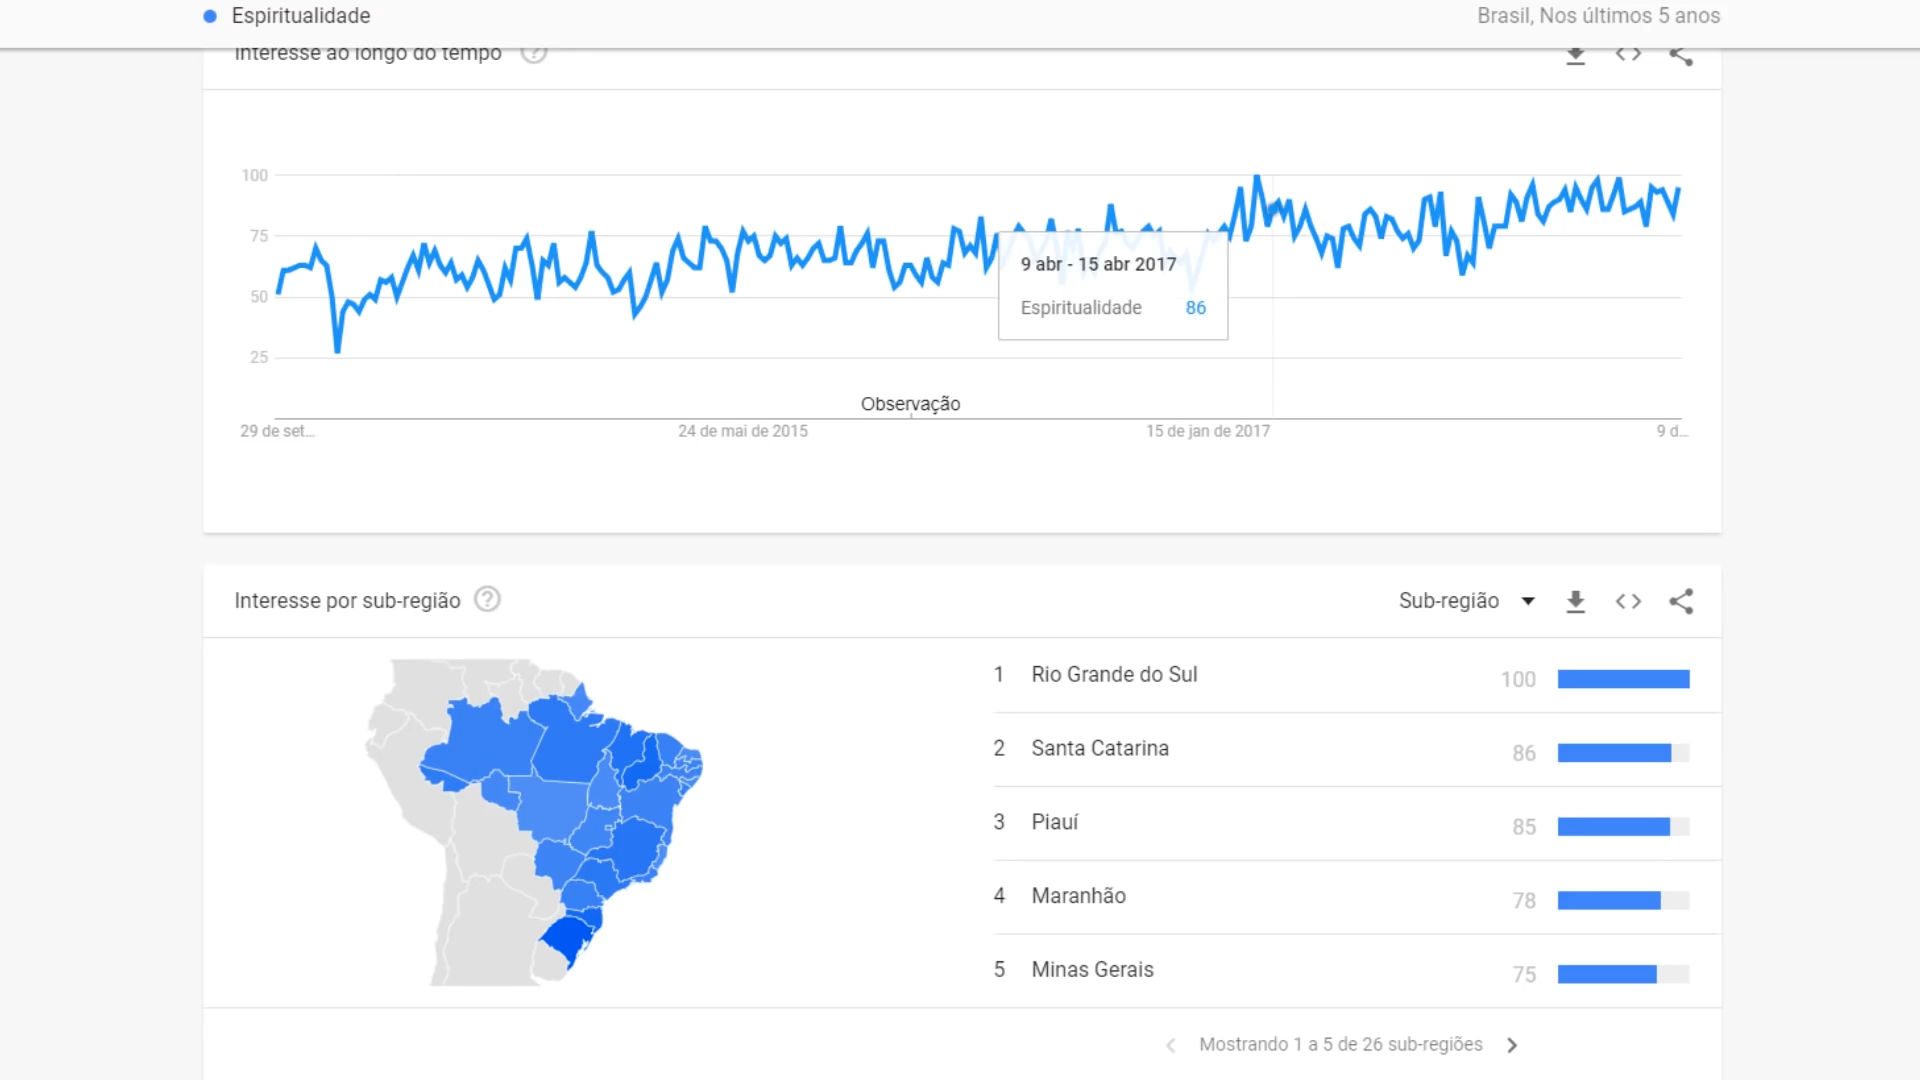 Espiritualidade
Brasil, Nos últimos 5 anos
Interesse ao longo do tempo
100
75
50
25
9 abr - 15 abr 2017
Espiritualidade 86
Observação
29 de set...
24 de mai de 2015
15 de jan de 2017
9 d...
Interesse por sub-região
Sub-região
1 Rio Grande do Sul 100
2 Santa Catarina 86
3 Piauí 85
4 Maranhão 78
5 Minas Gerais 75
Mostrando 1 a 5 de 26 sub-regiões